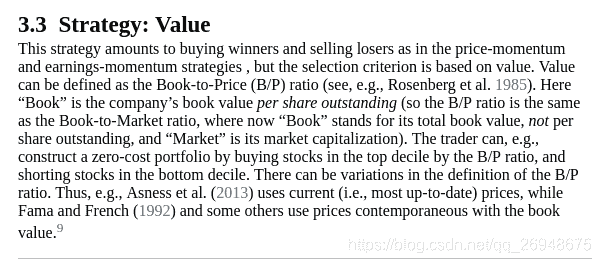 3.3 Strategy: Value
This strategy amounts to buying winners and selling losers as in the price-momentum
and earnings-momentum strategies , but the selection criterion is based on value. Value
can be defined as the Book-to-Price (B/P) ratio (see, e.g., Rosenberg et al. 1985). Here
“Book” is the company’s book value per share outstanding (so the B/P ratio is the same
as the Book-to-Market ratio, where now “Book” stands for its total book value, not per
share outstanding, and “Market” is its market capitalization). The trader can, e.g.,
construct a zero-cost portfolio by buying stocks in the top decile by the B/P ratio, and
shorting stocks in the bottom decile. There can be variations in the definition of the B/P
ratio. Thus, e.g., Asness et al. (2013) uses current (i.e., most up-to-date) prices, while
Fama and French (1992) and some others use prices contemporaneous with the book
value.9
https://blog.csdn.net/qq_26948675